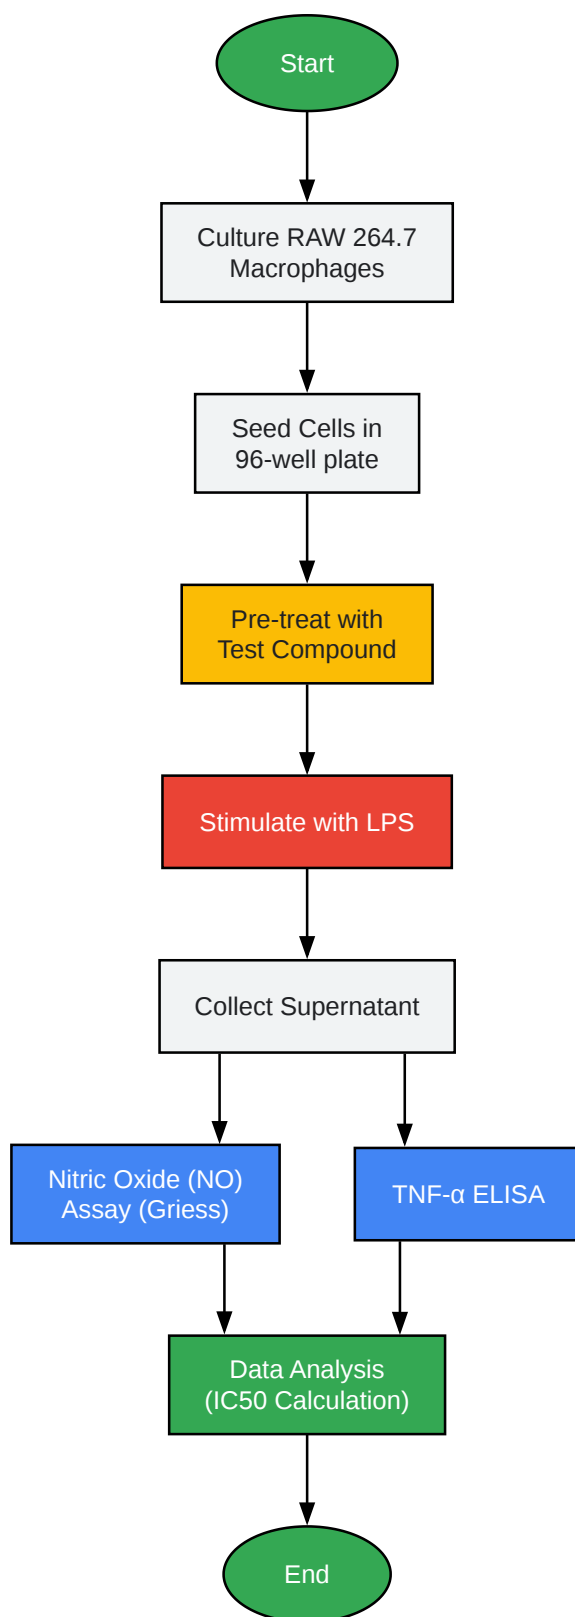 Start
Culture RAW 264.7
Macrophages
Seed Cells in
96-well plate
Pre-treat with
Test Compound
Stimulate with LPS
Collect Supernatant
Nitric Oxide (NO)
Assay (Griess)
TNF-α ELISA
Data Analysis
(IC50 Calculation)
End